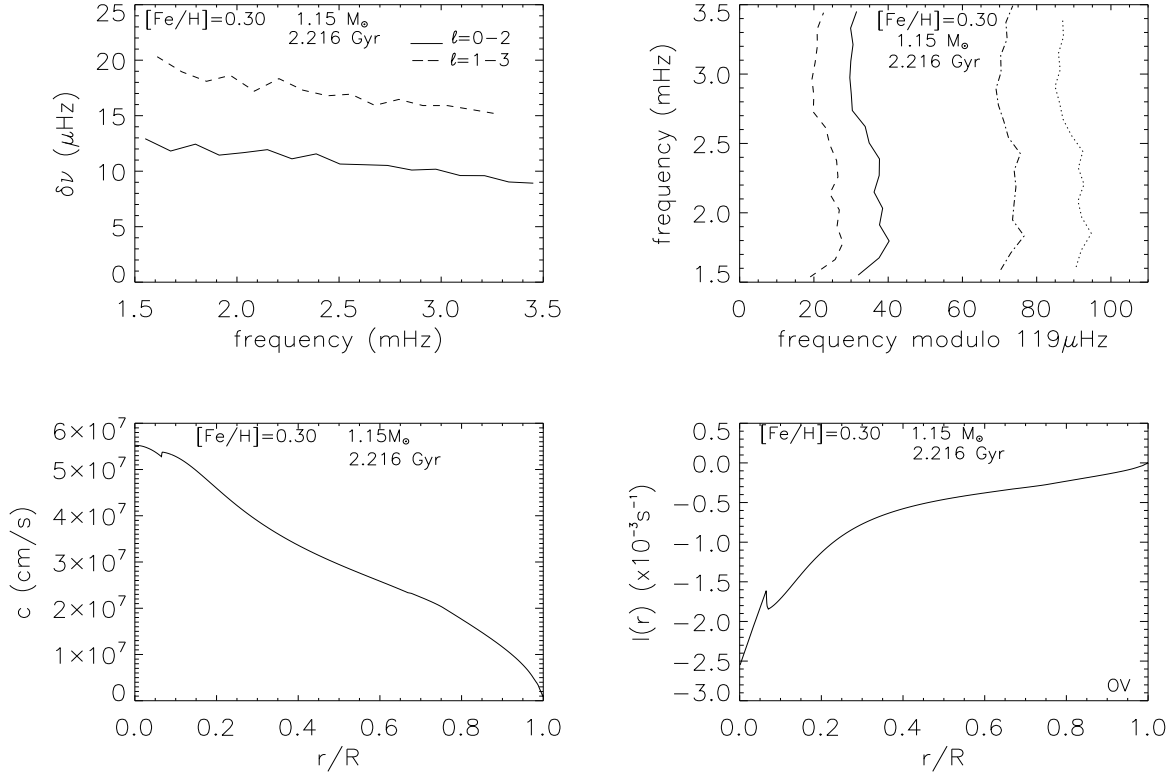 [Fe/H]=0.30 1.15 M⊙
2.216 Gyr
ℓ=0−2
ℓ=1−3
25
20
15
10
5
0
δν (μHz)
1.5 2.0 2.5 3.0 3.5
frequency (mHz)
[Fe/H]=0.30
1.15 M⊙
2.216 Gyr
3.5
3.0
2.5
2.0
1.5
frequency (mHz)
0 20 40 60 80 100
frequency modulo 119μHz
[Fe/H]=0.30 1.15M⊙
2.216 Gyr
6×10⁷
5×10⁷
4×10⁷
3×10⁷
2×10⁷
1×10⁷
0
c (cm/s)
0.0 0.2 0.4 0.6 0.8 1.0
r/R
[Fe/H]=0.30 1.15 M⊙
2.216 Gyr
0.5
0.0
−0.5
−1.0
−1.5
−2.0
−2.5
−3.0
I(r) (x10⁻³s⁻¹)
OV
0.0 0.2 0.4 0.6 0.8 1.0
r/R